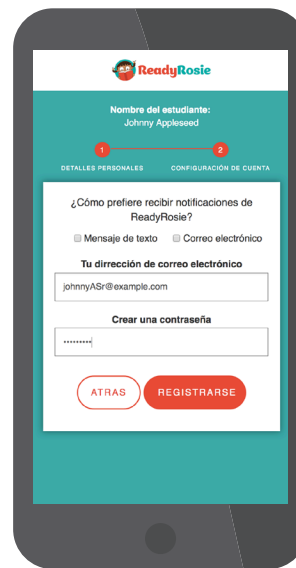 ReadyRosie
Nombre del estudiante:
Johnny Appleseed
1 2
DETALLES PERSONALES CONFIGURACIÓN DE CUENTA
¿Cómo prefiere recibir notificaciones de
ReadyRosie?
Mensaje de texto Correo electrónico
Tu dirrección de correo electrónico
johnnyASr@example.com
Crear una contraseña
•••••••••
ATRAS REGISTRARSE